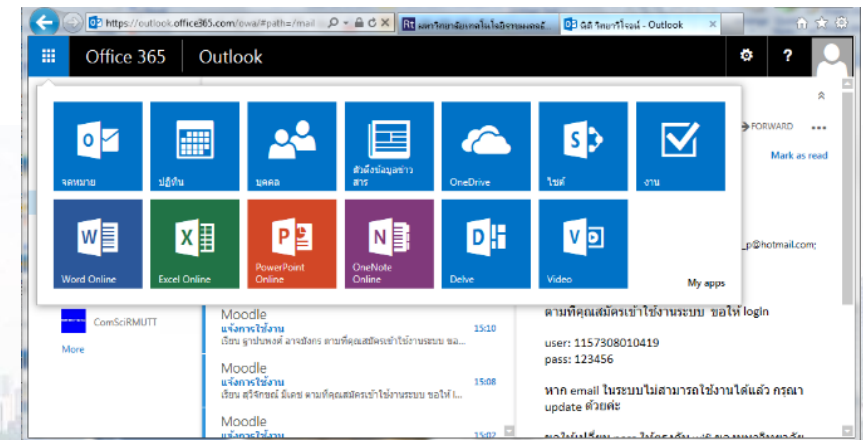 https://outlook.office365.com/owa/#path=/mail
นิติ วิทยาวิโรจน์ - Outlook
Office 365
Outlook
?
จดหมาย
ปฏิทิน
บุคคล
ตัวดึงข้อมูลข่าว
สาร
OneDrive
ไซต์
งาน
FORWARD
Mark as read
Word Online
Excel Online
PowerPoint
Online
OneNote
Online
Delve
Video
My apps
_p@hotmail.com;
ComSciRMUTT
More
Moodle
แจ้งการใช้งาน
15:10
Moodle
แจ้งการใช้งาน
15:08
Moodle
15:07
ตามที่คุณสมัครเข้าใช้งานระบบ ขอให้ login
user: 1157308010419
pass: 123456
หาก email ในระบบไม่สามารถใช้งานได้แล้ว กรุณา
update ด้วยค่ะ